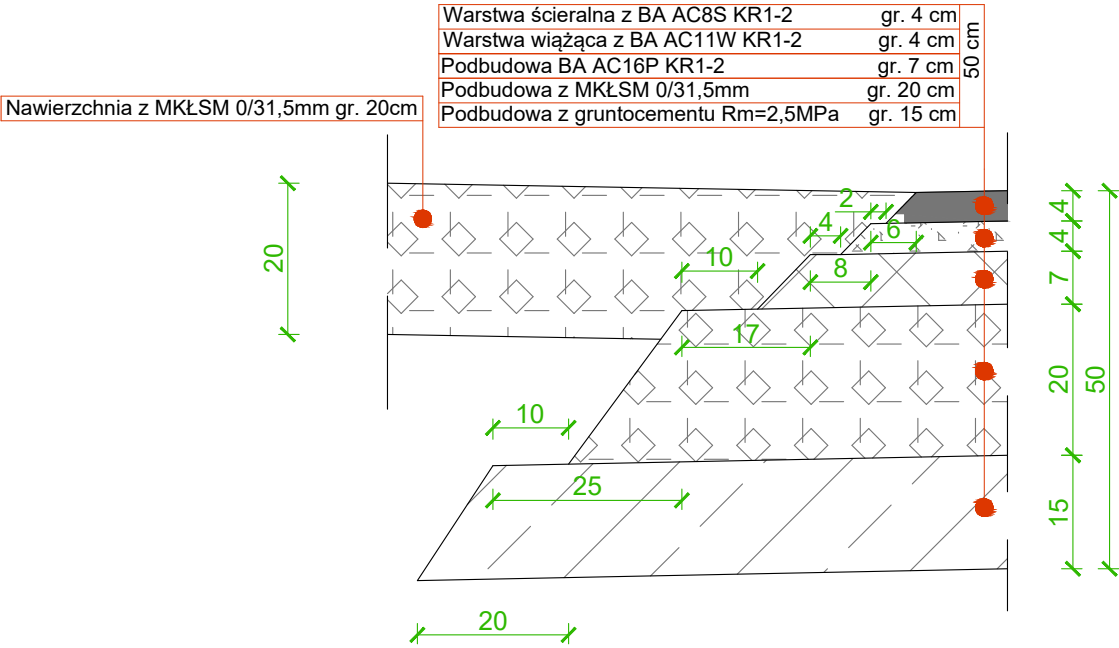 Warstwa ścieralna z BA AC8S KR1-2 gr. 4 cm
Warstwa wiążąca z BA AC11W KR1-2 gr. 4 cm
Podbudowa BA AC16P KR1-2 gr. 7 cm
Podbudowa z MKŁSM 0/31,5mm gr. 20 cm
Podbudowa z gruntocementu Rm=2,5MPa gr. 15 cm
50 cm
Nawierzchnia z MKŁSM 0/31,5mm gr. 20cm
20
2
4
6
10
8
17
10
25
20
4
4
7
20
15
50